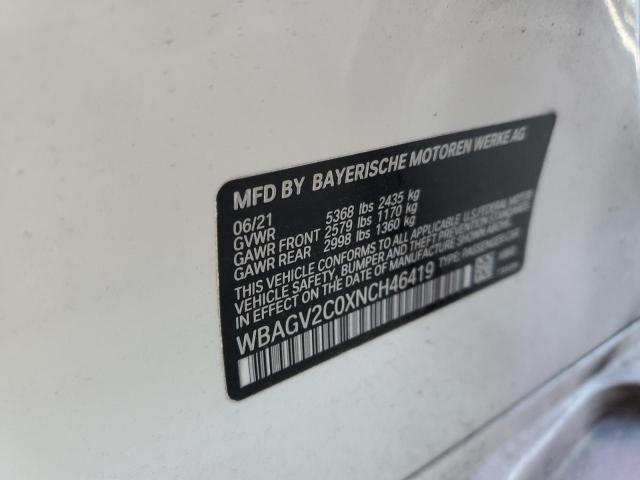 MFD BY BAYERISCHE MOTOREN WERKE AG
06/21
GVWR 5368 lbs 2435 kg
GAWR FRONT 2579 lbs 1170 kg
GAWR REAR 2998 lbs 1360 kg
THIS VEHICLE CONFORMS TO ALL APPLICABLE U.S. FEDERAL MOTOR
VEHICLE SAFETY, BUMPER, AND THEFT PREVENTION STANDARDS
IN EFFECT ON THE DATE OF MANUFACTURE SHOWN ABOVE.
WBAGV2C0XNCH46419 TYPE: PASSENGER CAR